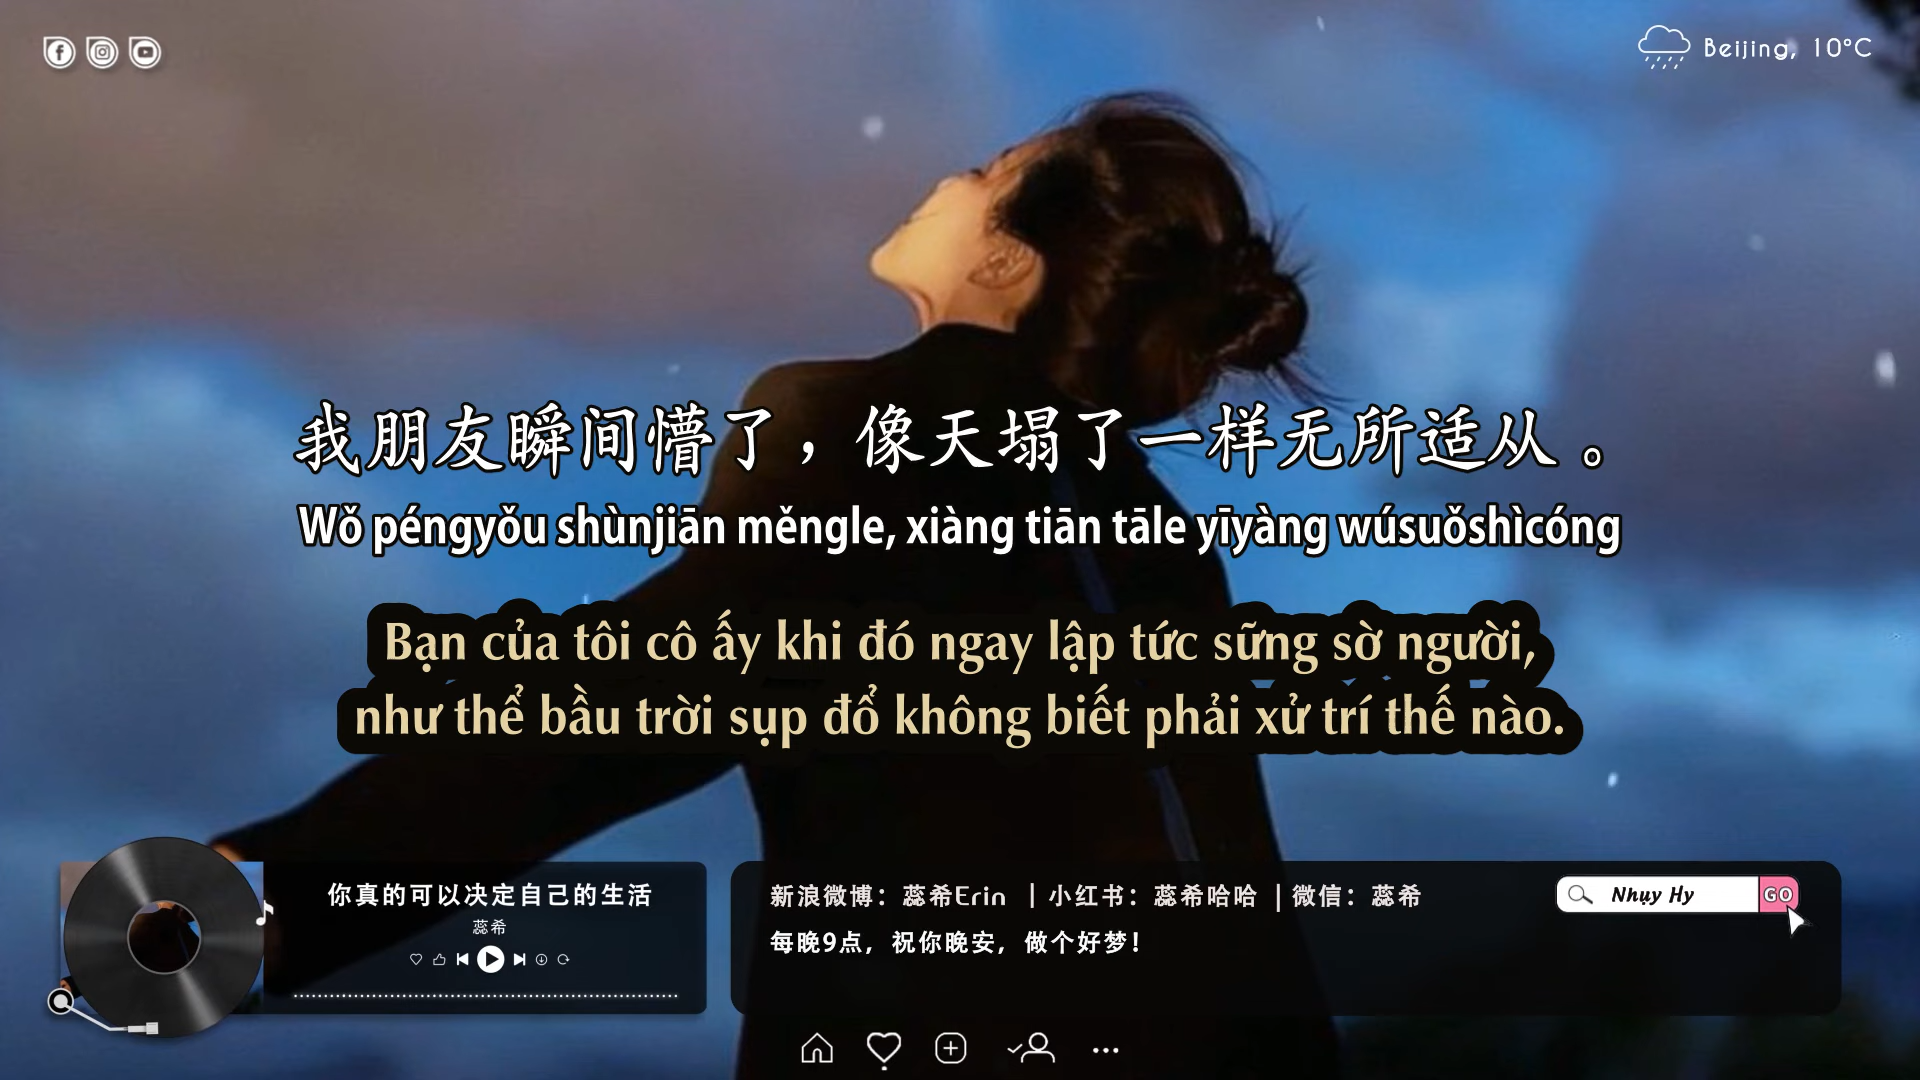 Beijing, 10°C
我朋友瞬间懵了，像天塌了一样无所适从。
Wǒ péngyǒu shùnjiān měngle, xiàng tiān tāle yīyàng wúsuǒshìcóng
Bạn của tôi cô ấy khi đó ngay lập tức sững sờ người,
như thể bầu trời sụp đổ không biết phải xử trí thế nào.
你真的可以决定自己的生活
蕊希
新浪微博：蕊希Erin ｜小红书：蕊希哈哈 ｜微信：蕊希
每晚9点，祝你晚安，做个好梦！
Nhụy Hy GO